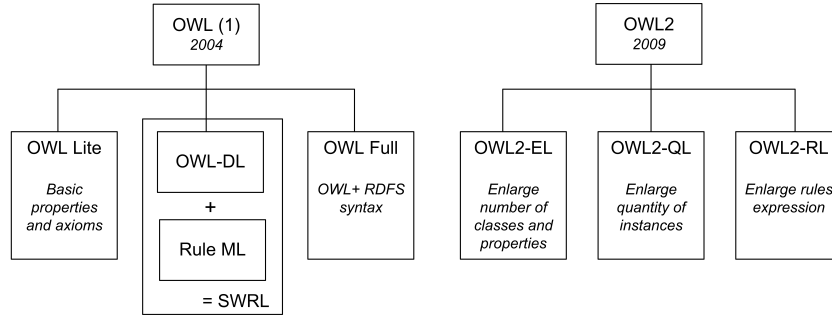 OWL (1)
2004
OWL Lite
Basic
properties
and axioms
OWL-DL
+
Rule ML
= SWRL
OWL Full
OWL+ RDFS
syntax
OWL2
2009
OWL2-EL
Enlarge
number of
classes and
properties
OWL2-QL
Enlarge
quantity of
instances
OWL2-RL
Enlarge rules
expression